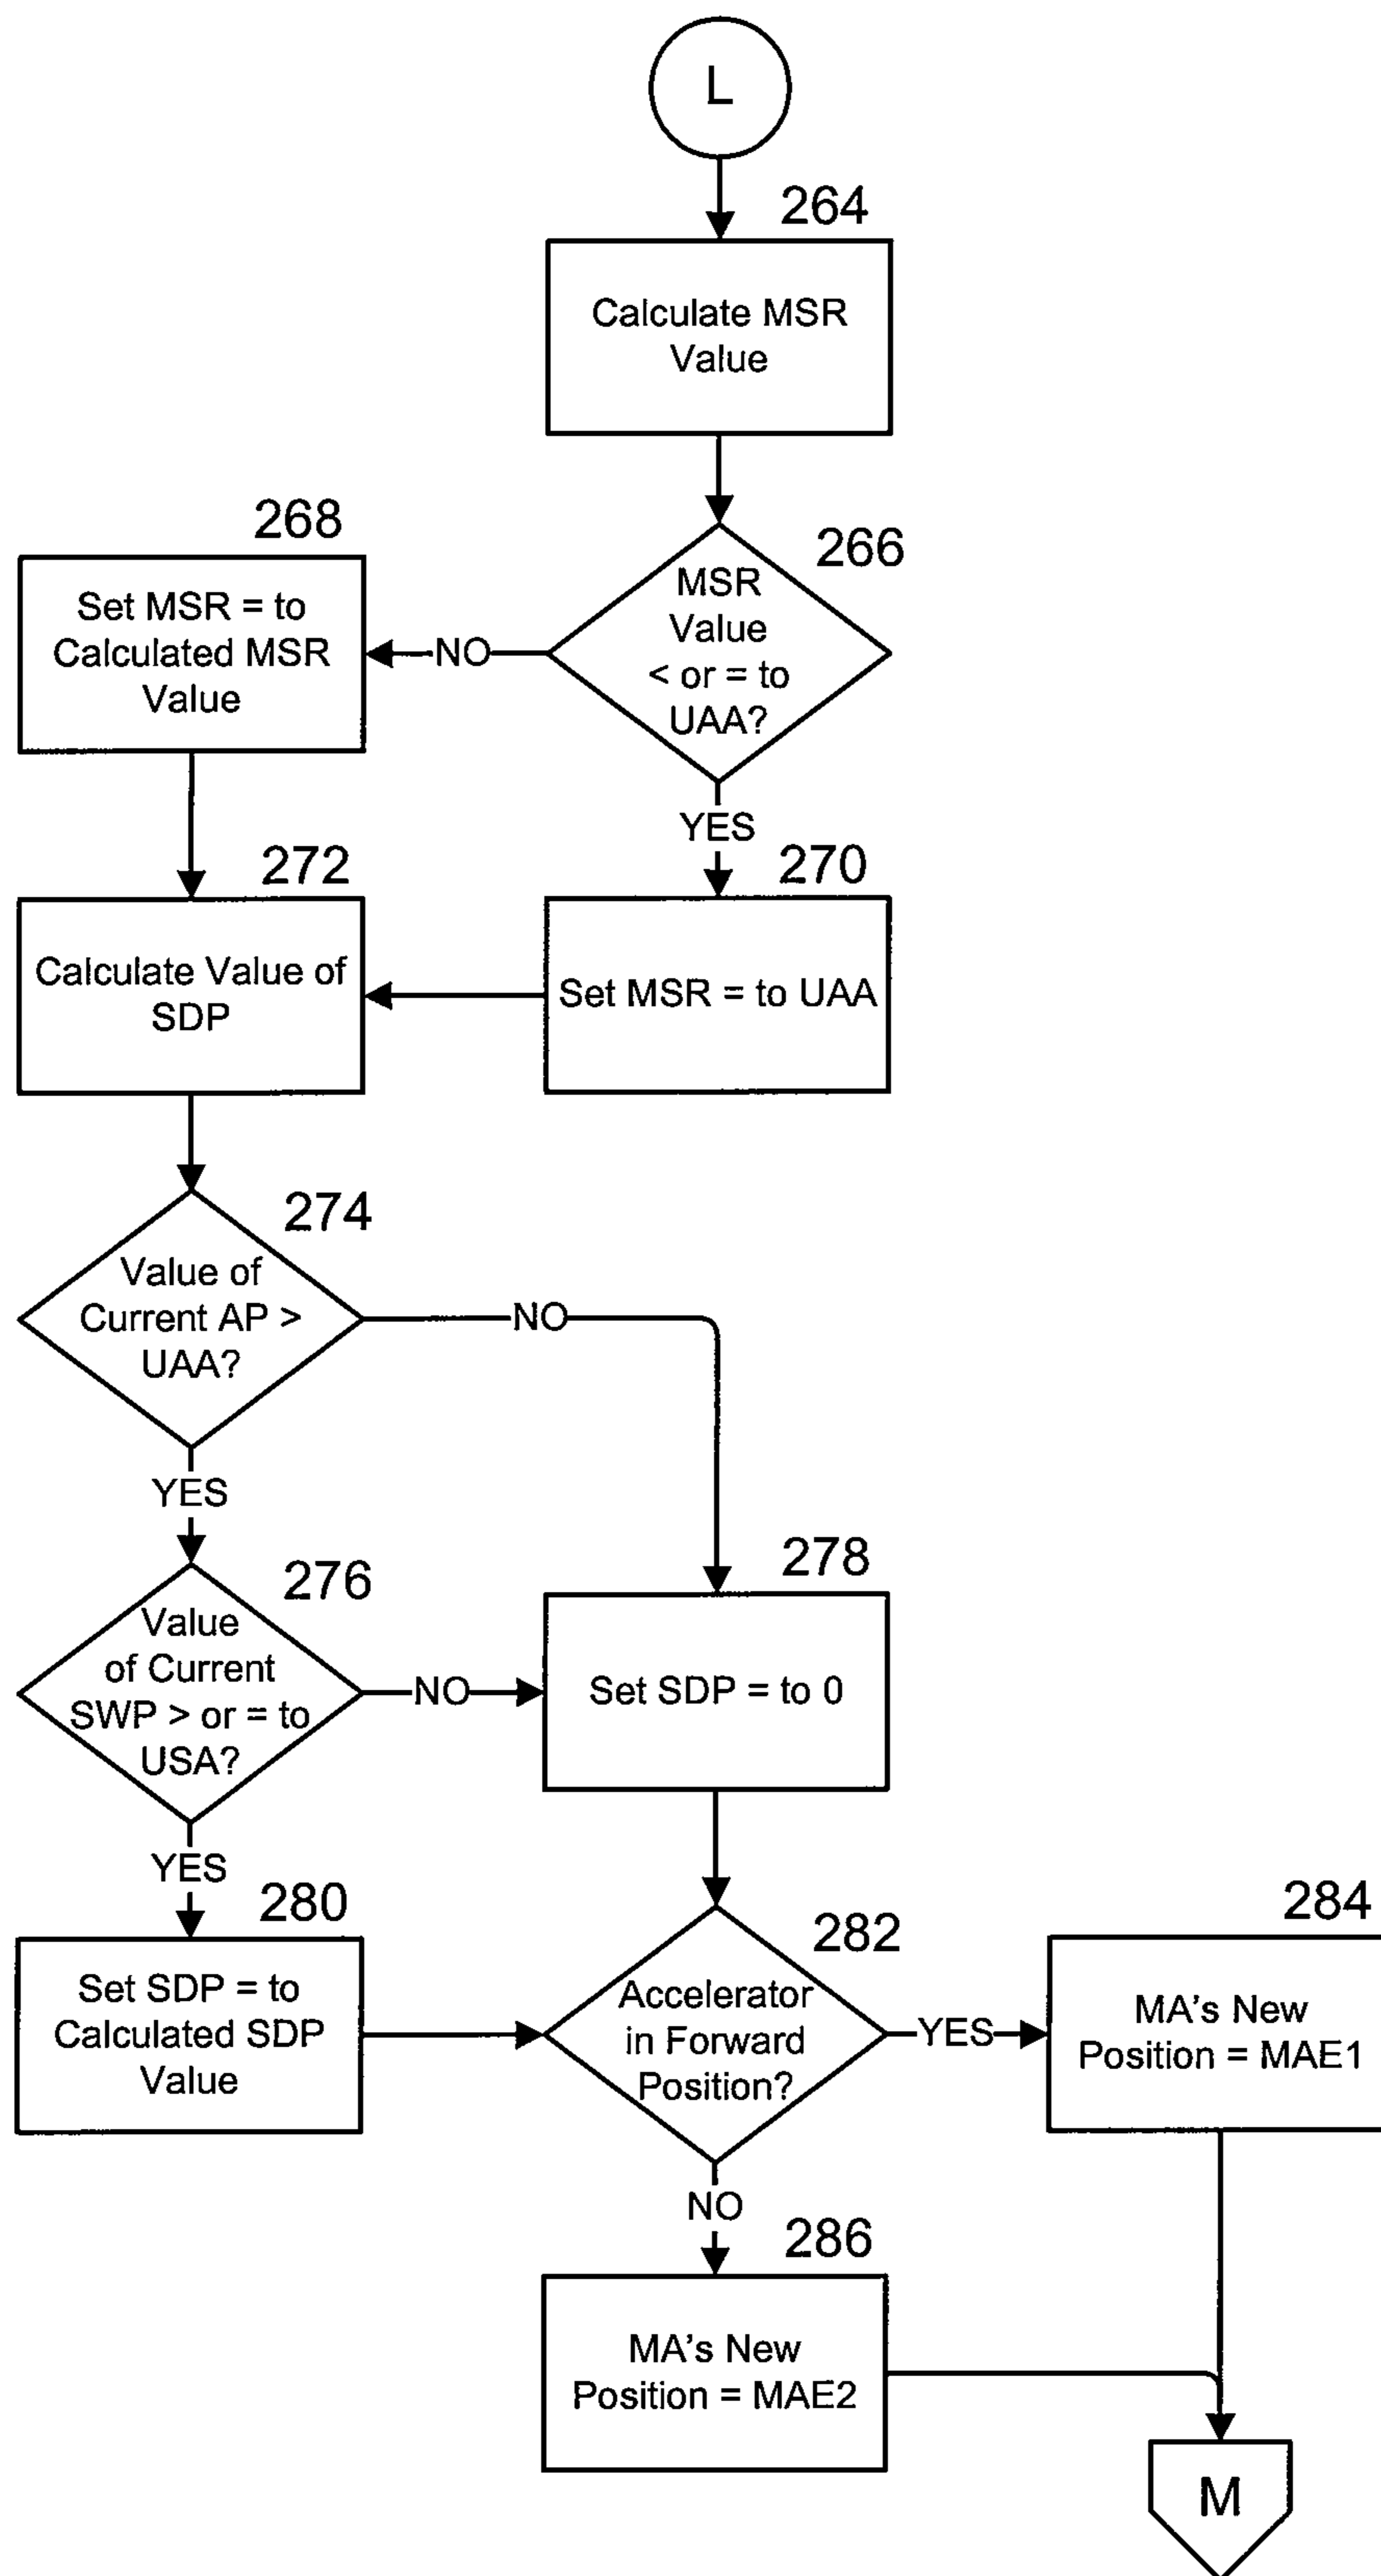 L
264
Calculate MSR
Value
268
266
Set MSR = to
Calculated MSR
Value
NO
MSR
Value
< or = to
UAA?
YES
272
270
Calculate Value of
SDP
Set MSR = to UAA
274
Value of
Current AP >
UAA?
NO
YES
276
278
Value
of Current
SWP > or = to
USA?
NO
Set SDP = to 0
YES
280
282
284
Set SDP = to
Calculated SDP
Value
Accelerator
in Forward
Position?
YES
MA's New
Position = MAE1
NO
286
MA's New
Position = MAE2
M